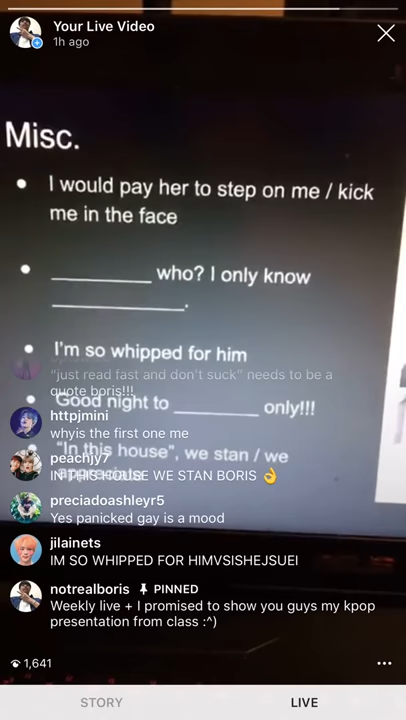 Your Live Video
1h ago
Misc.
I would pay her to step on me / kick
me in the face
__________ who? I only know
_____________.
I'm so whipped for him
"just read fast and don't suck" needs to be a
quote boris!!!
Good night to ________ only!!!
httpjmini
whyis the first one me
"In this house", we stan / we
appreciate
peachjy7
IN THIS HOUSE WE STAN BORIS 👌
preciadoashleyr5
Yes panicked gay is a mood
jilainets
IM SO WHIPPED FOR HIMVSISHEJSUEI
notrealboris PINNED
Weekly live + I promised to show you guys my kpop
presentation from class :^)
1,641
STORY LIVE